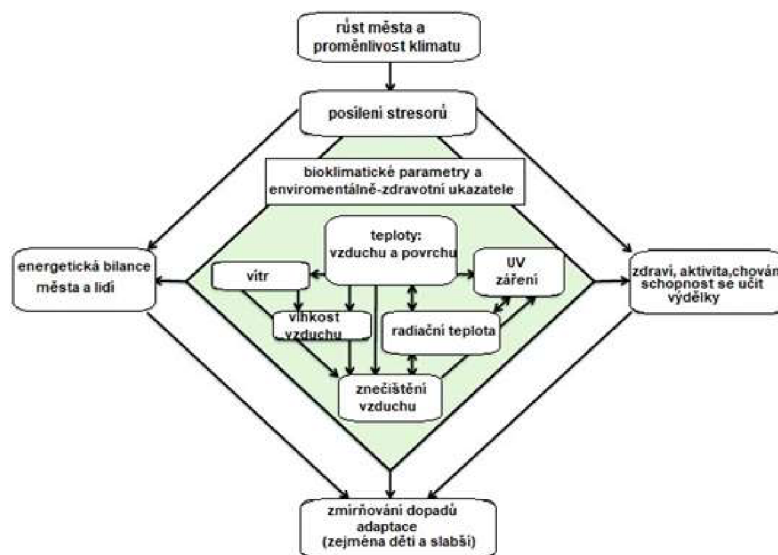 růst města a
proměnlivost klimatu
posílení stresorů
bioklimatické parametry a
enviromentálně-zdravotní ukazatele
teploty:
vzduchu a povrchu
vítr
UV
záření
energetická bilance
města a lidí
zdraví, aktivita,chování
schopnost se učit
výdělky
vlhkost
vzduchu
radiační teplota
znečištění
vzduchu
zmírňování dopadů
adaptace
(zejména děti a slabší)